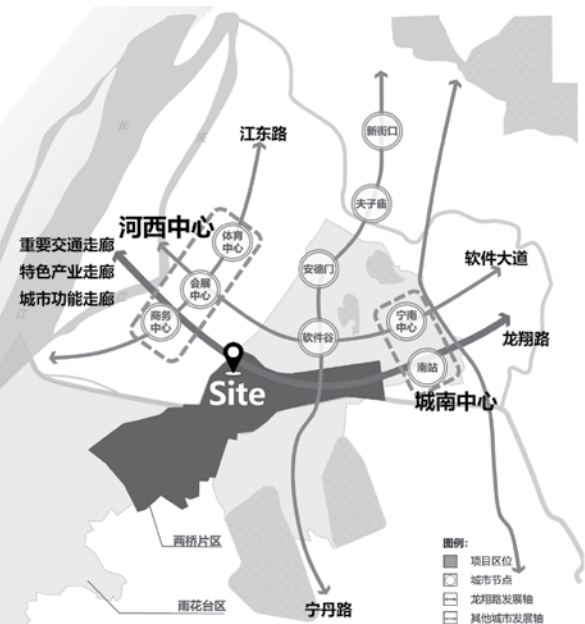 新街口
江东路
夫子庙
河西中心
体育
中心
重要交通走廊
特色产业走廊
城市功能走廊
会展
中心
安德门
软件大道
商务
中心
宁南
中心
软件谷
龙翔路
南站
Site
城南中心
两桥片区
雨花台区
宁丹路
图例：
项目区位
城市节点
龙翔路发展轴
其他城市发展轴
长
江